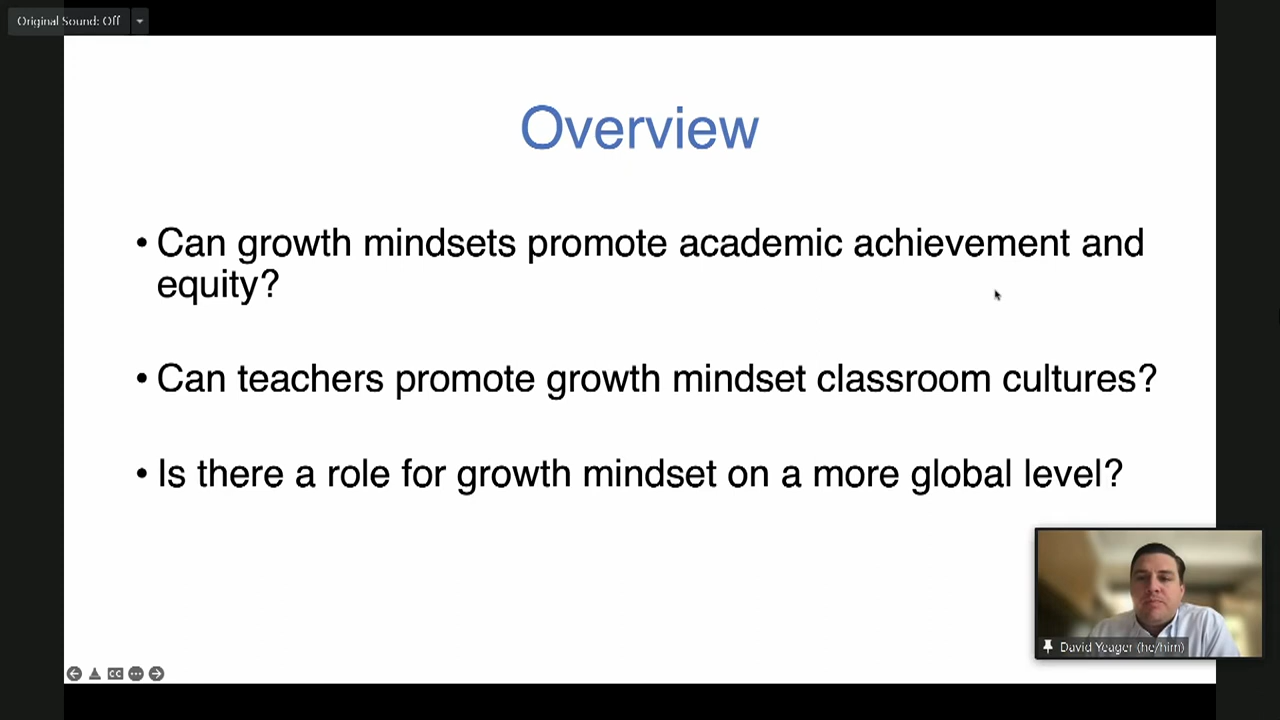 Original Sound: Off
Overview
• Can growth mindsets promote academic achievement and
equity?
• Can teachers promote growth mindset classroom cultures?
• Is there a role for growth mindset on a more global level?
David Yeager (he/him)
CC